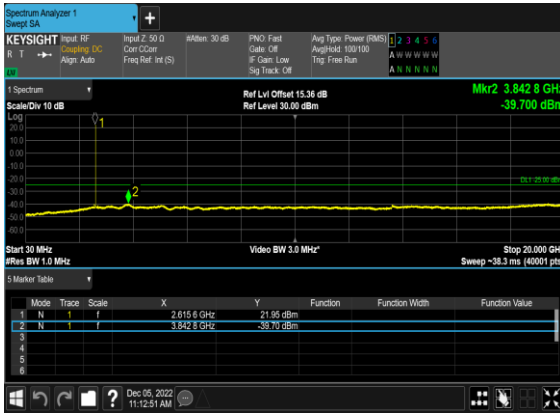 Spectrum Analyzer 1
Swept SA
+
KEYSIGHT Input: RF Input Z: 50 Ω #Atten: 30 dB PNO: Fast Avg Type: Power (RMS) 1 2 3 4 5 6
R T Coupling: DC Corr CCorr Gate: Off Avg|Hold: 100/100 A W W W W W
Align: Auto Freq Ref: Int (S) IF Gain: Low Trig: Free Run
Sig Track: Off A N N N N N
1 Spectrum Ref Lvl Offset 15.36 dB Mkr2 3.842 8 GHz
Scale/Div 10 dB Ref Level 30.00 dBm -39.700 dBm
Log
1
20.0
10.0
0.00
-10.0
-20.0
DL1 -25.00 dBm
-30.0
2
-40.0
-50.0
-60.0
Start 30 MHz Video BW 3.0 MHz* Stop 20.000 GHz
#Res BW 1.0 MHz Sweep ~38.3 ms (40001 pts)
5 Marker Table
Mode Trace Scale X Y Function Function Width Function Value
1 N 1 f 2.615 6 GHz 21.95 dBm
2 N 1 f 3.842 8 GHz -39.70 dBm
3
4
5
6
? Dec 05, 2022
11:12:51 AM